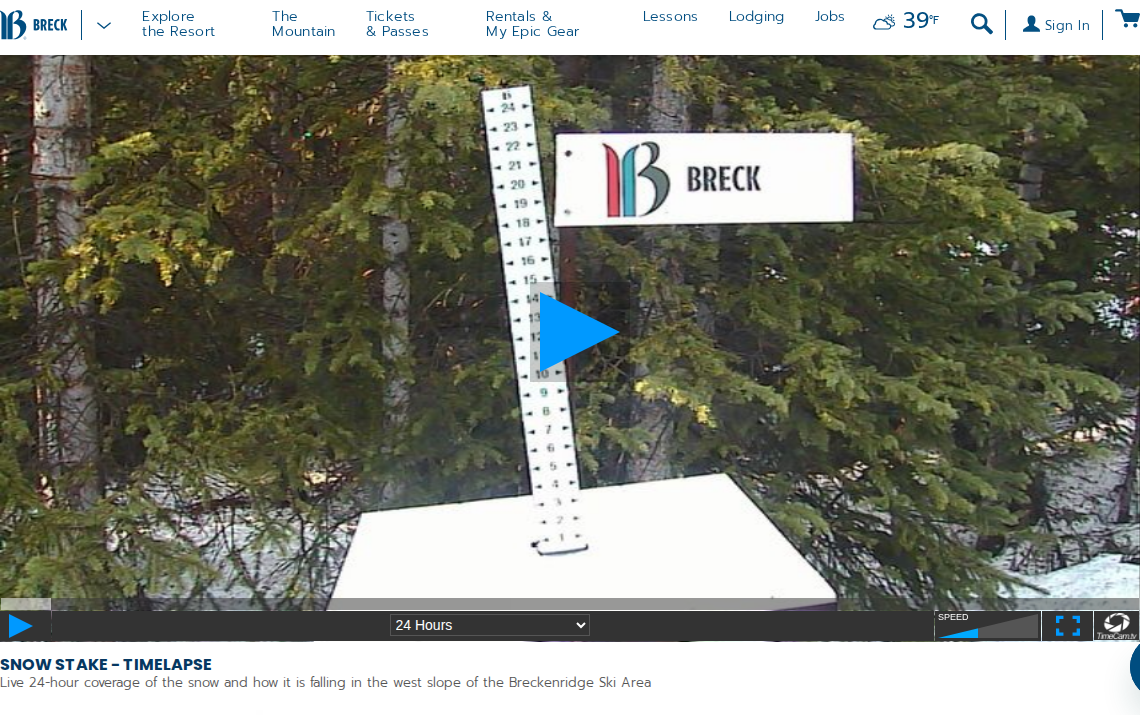 BRECK
Explore
the Resort
The
Mountain
Tickets
& Passes
Rentals &
My Epic Gear
Lessons
Lodging
Jobs
39°F
Sign In
B
24
23
22
21
20
19
18
17
16
15
14
13
12
10
9
8
7
6
5
4
3
2
1
B BRECK
24 Hours
SPEED
TimeCam.tv
SNOW STAKE - TIMELAPSE
Live 24-hour coverage of the snow and how it is falling in the west slope of the Breckenridge Ski Area